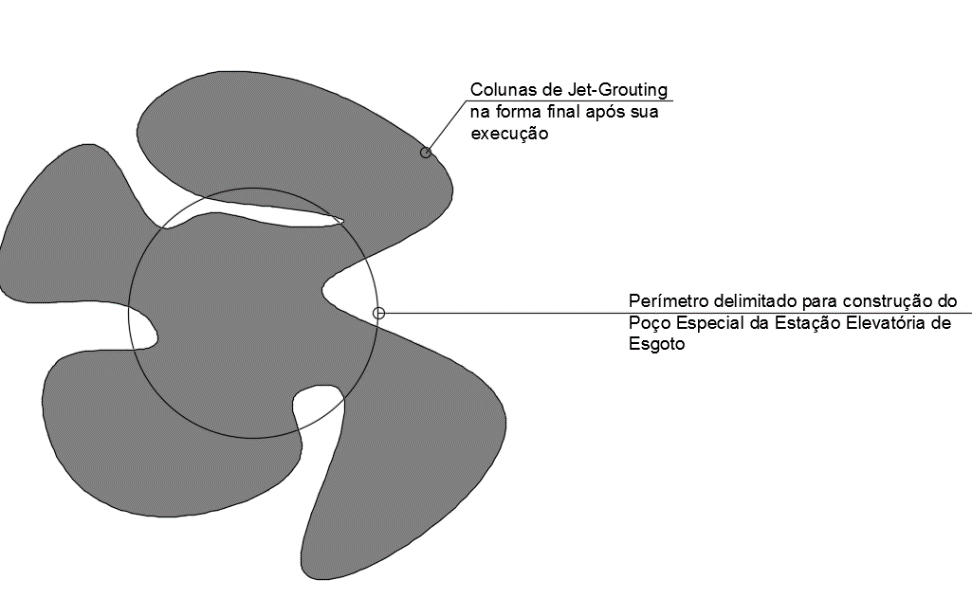 Colunas de Jet-Grouting
na forma final após sua
execução
Perímetro delimitado para construção do
Poço Especial da Estação Elevatória de
Esgoto